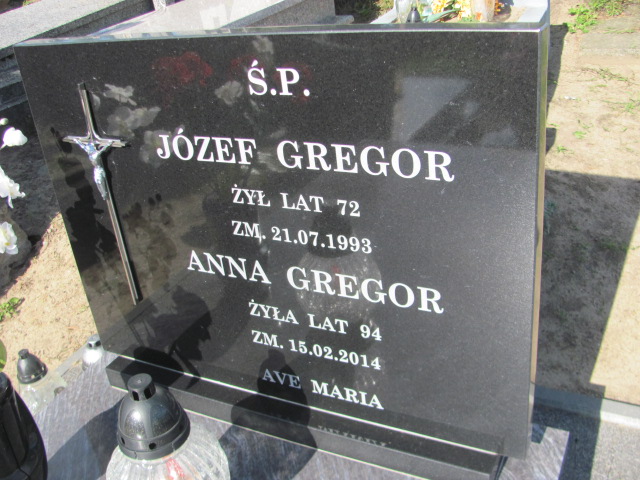 Ś.P.
JÓZEF GREGOR
ŻYŁ LAT 72
ZM. 21.07.1993
ANNA GREGOR
ŻYŁA LAT 94
ZM. 15.02.2014
AVE MARIA